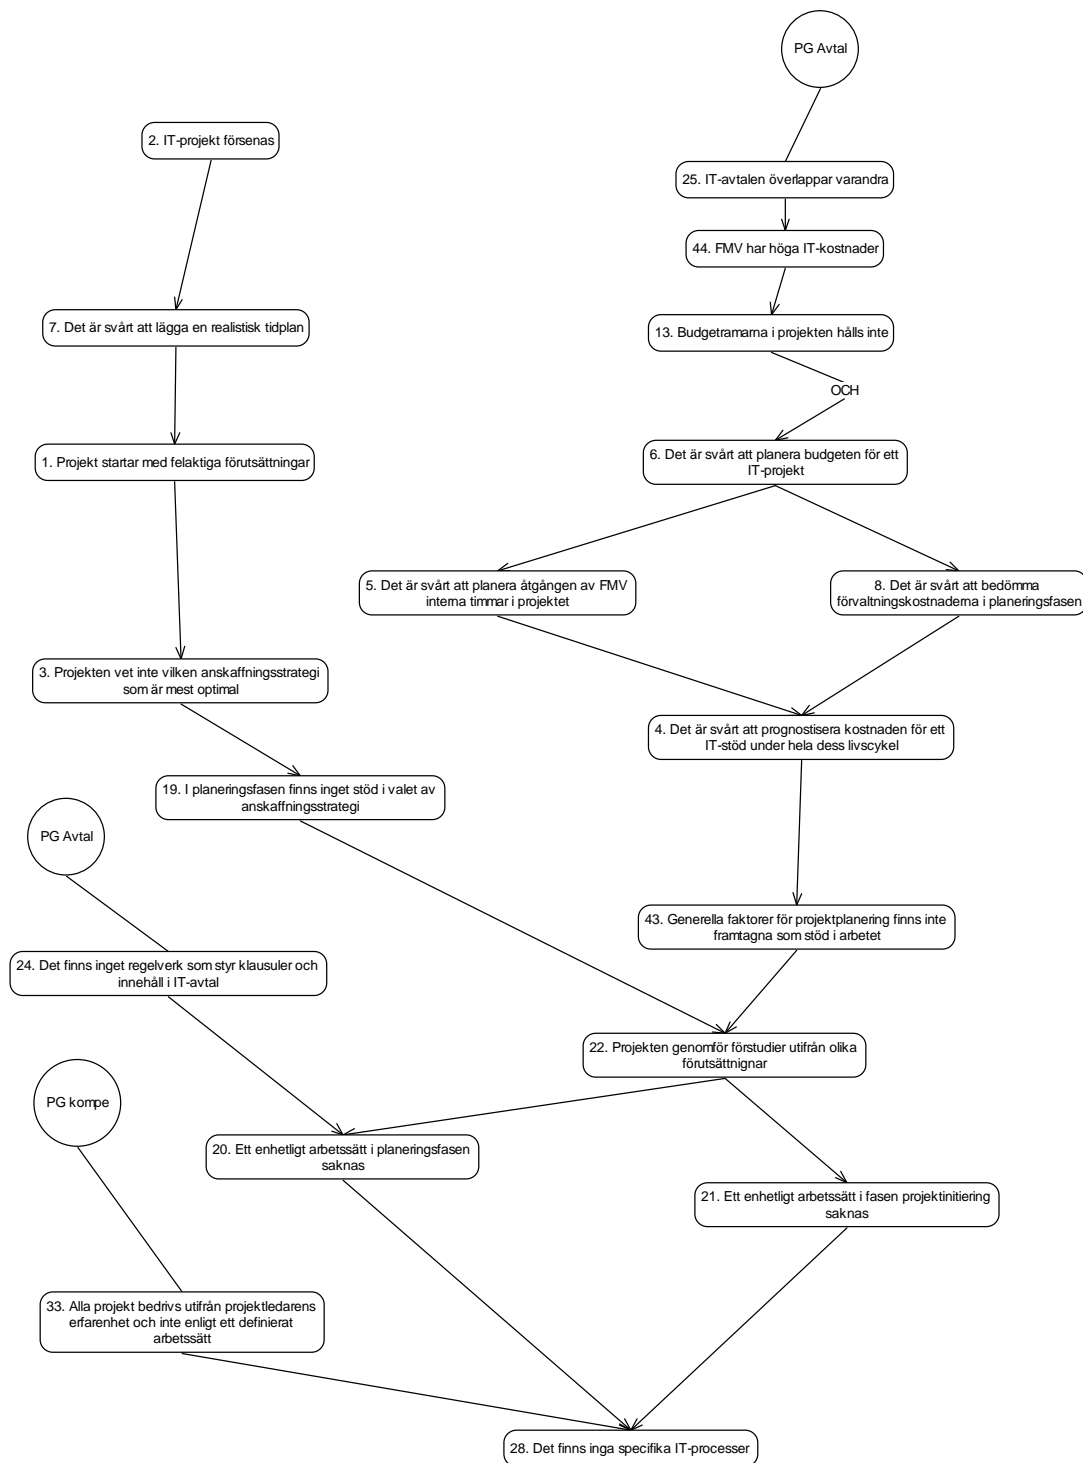 PG Avtal
2. IT-projekt försenas
25. IT-avtalen överlappar varandra
44. FMV har höga IT-kostnader
7. Det är svårt att lägga en realistisk tidplan
13. Budgetramarna i projekten hålls inte
OCH
1. Projekt startar med felaktiga förutsättningar
6. Det är svårt att planera budgeten för ett
IT-projekt
5. Det är svårt att planera åtgången av FMV
interna timmar i projektet
8. Det är svårt att bedömma
förvaltningskostnaderna i planeringsfasen
3. Projekten vet inte vilken anskaffningsstrategi
som är mest optimal
4. Det är svårt att prognostisera kostnaden för ett
IT-stöd under hela dess livscykel
19. I planeringsfasen finns inget stöd i valet av
anskaffningsstrategi
PG Avtal
43. Generella faktorer för projektplanering finns inte
framtagna som stöd i arbetet
24. Det finns inget regelverk som styr klausuler och
innehåll i IT-avtal
22. Projekten genomför förstudier utifrån olika
förutsättnignar
PG kompe
20. Ett enhetligt arbetssätt i planeringsfasen
saknas
21. Ett enhetligt arbetssätt i fasen projektinitiering
saknas
33. Alla projekt bedrivs utifrån projektledarens
erfarenhet och inte enligt ett definierat
arbetssätt
28. Det finns inga specifika IT-processer